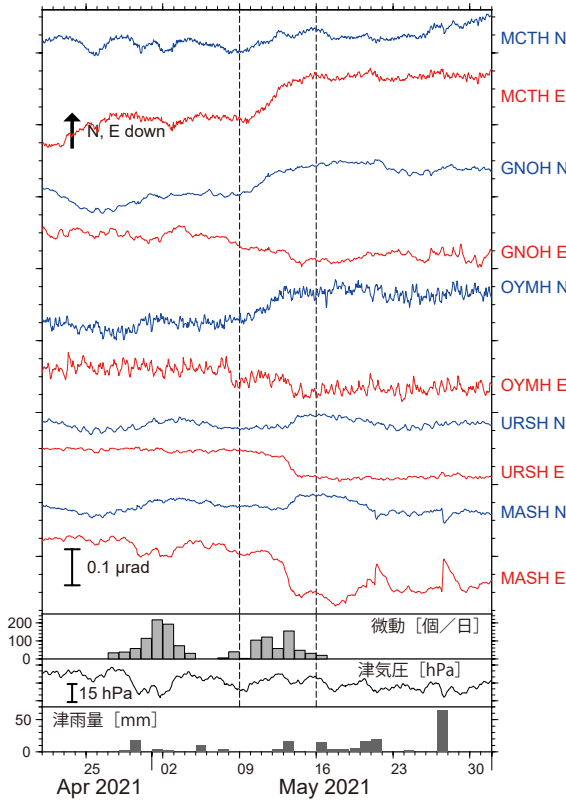 MCTH N
MCTH E
N, E down
GNOH N
GNOH E
OYMH N
OYMH E
URSH N
URSH E
MASH N
0.1 μrad
MASH E
200
微動［個／日］
100
0
津気圧［hPa］
15 hPa
50
津雨量［mm］
0
25 02 09 16 23 30
Apr 2021 May 2021